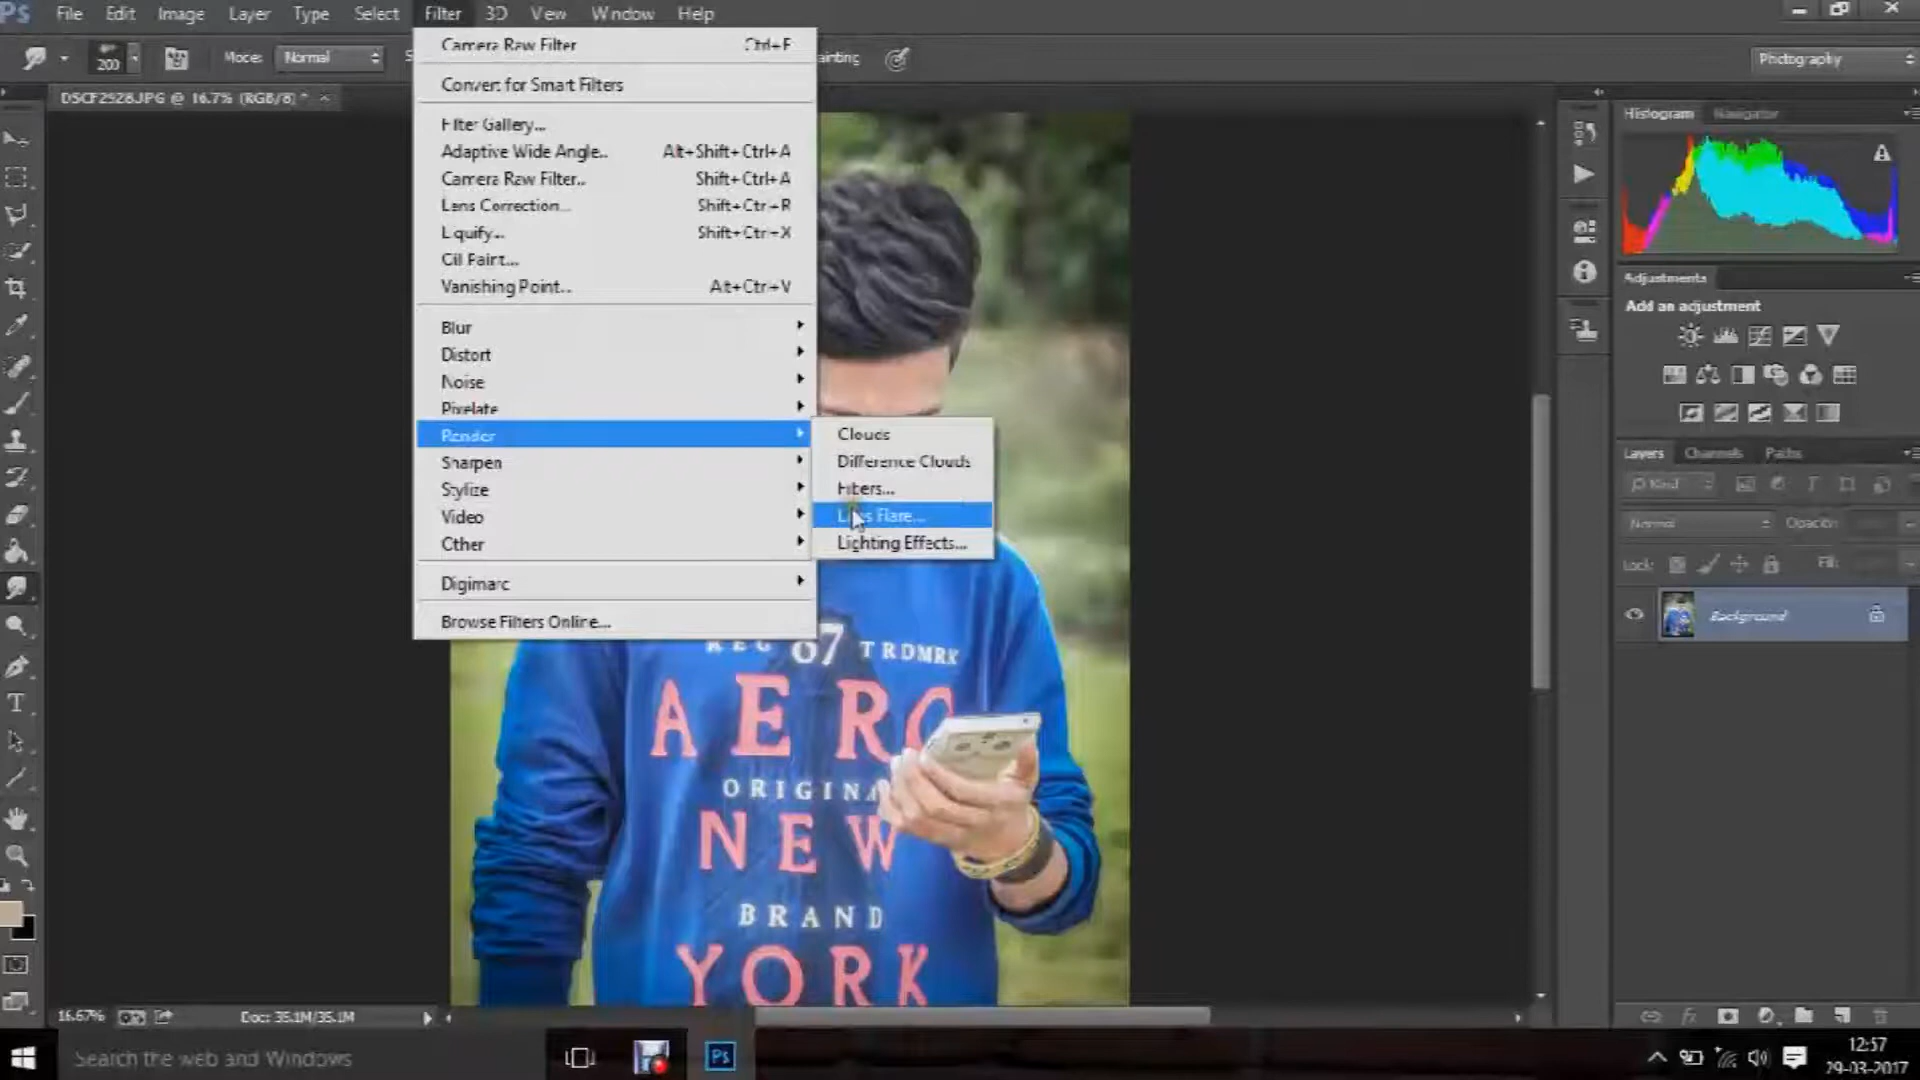 Ps File Edit Image Layer Type Select Filter 3D View Window Help
200 Mode: Normal Photography
DSCF2928.JPG @ 16.7% (RGB/8) *
Camera Raw Filter Ctrl+F
Convert for Smart Filters
Filter Gallery...
Adaptive Wide Angle... Alt+Shift+Ctrl+A
Camera Raw Filter... Shift+Ctrl+A
Lens Correction... Shift+Ctrl+R
Liquify... Shift+Ctrl+X
Oil Paint...
Vanishing Point... Alt+Ctrl+V
Blur
Distort
Noise
Pixelate
Render
Sharpen
Stylize
Video
Other
Digimarc
Browse Filters Online...
Clouds
Difference Clouds
Fibers...
Lens Flare...
Lighting Effects...
Histogram Navigator
Adjustments
Add an adjustment
Layers Channels Paths
Kind
Normal Opacity:
Lock: Fill:
Background
REG 67 TRDMRK
AERO
ORIGINA
NEW
BRAND
YORK
16.67% Doc: 35.1M/35.1M
Search the web and Windows Ps
12:57
29-03-2017